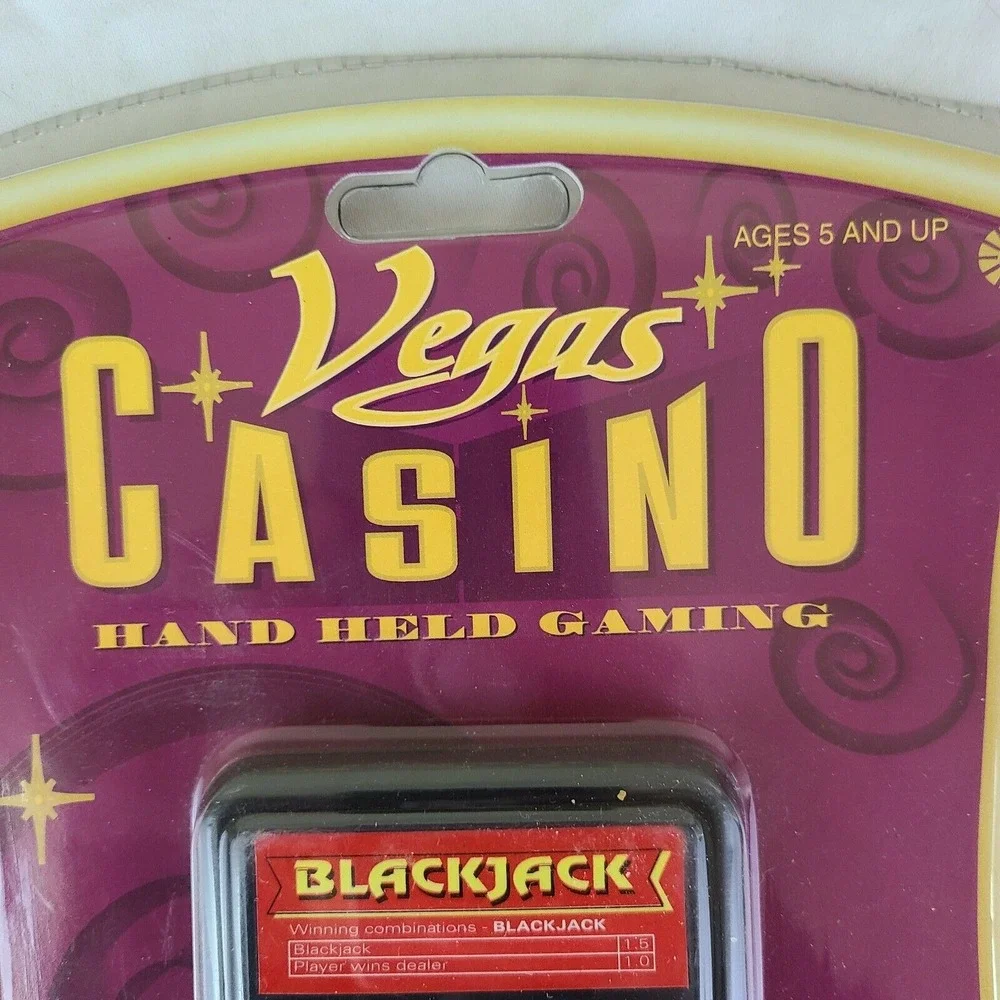 AGES 5 AND UP
Vegas
CASiNO
HAND HELD GAMING
BLACKJACK
Winning combinations - BLACKJACK
Blackjack 1.5
Player wins dealer 1.0